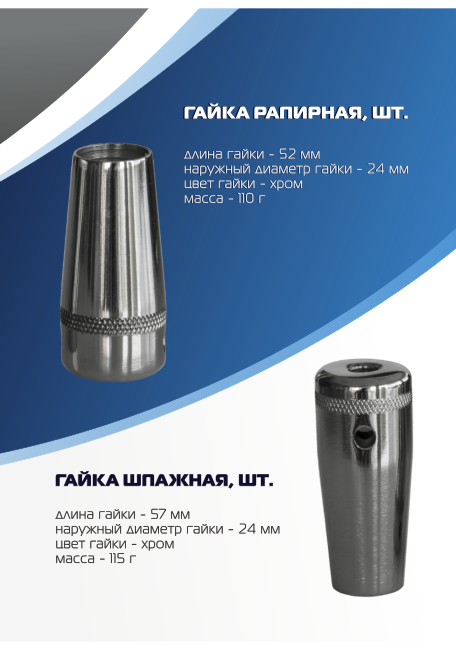 ГАЙКА РАПИРНАЯ, ШТ.
длина гайки - 52 мм
наружный диаметр гайки - 24 мм
цвет гайки - хром
масса - 110 г
ГАЙКА ШПАЖНАЯ, ШТ.
длина гайки - 57 мм
наружный диаметр гайки - 24 мм
цвет гайки - хром
масса - 115 г